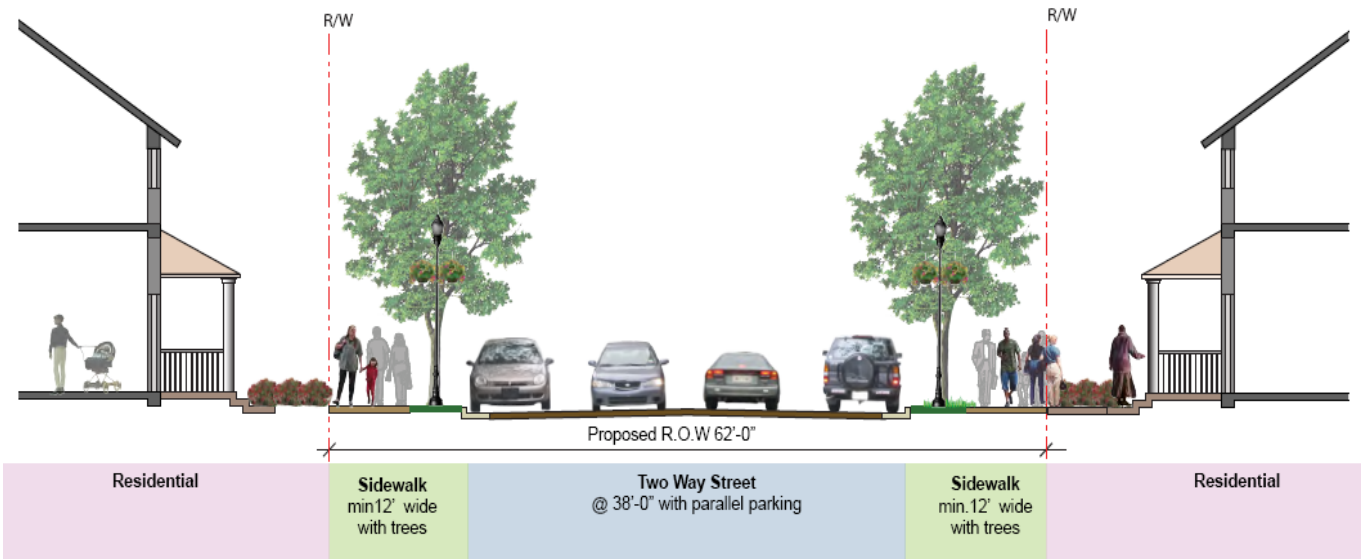 R/W
R/W
Proposed R.O.W 62'-0"
Residential
Sidewalk
min12' wide
with trees
Two Way Street
@ 38'-0" with parallel parking
Sidewalk
min.12' wide
with trees
Residential